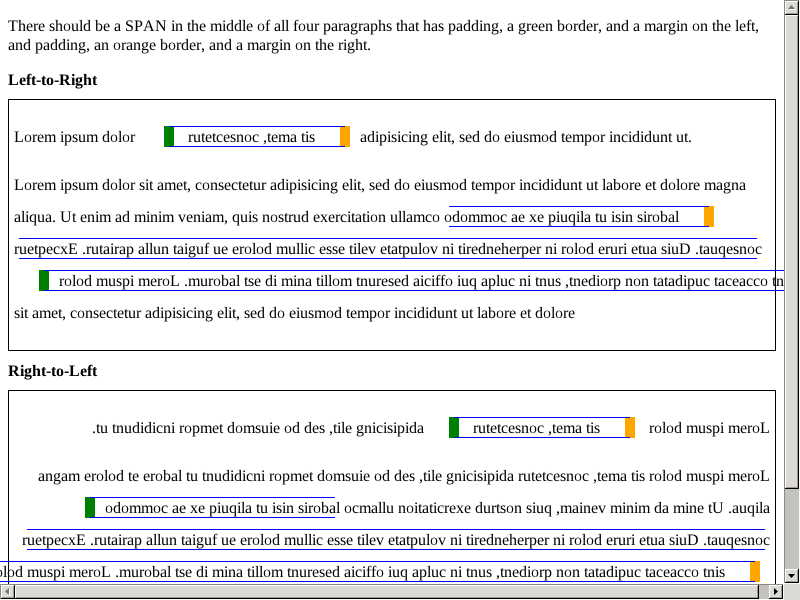 There should be a SPAN in the middle of all four paragraphs that has padding, a green border, and a margin on the left,
and padding, an orange border, and a margin on the right.
Left-to-Right
Lorem ipsum dolor rutetcesnoc ,tema tis adipisicing elit, sed do eiusmod tempor incididunt ut.
Lorem ipsum dolor sit amet, consectetur adipisicing elit, sed do eiusmod tempor incididunt ut labore et dolore magna
aliqua. Ut enim ad minim veniam, quis nostrud exercitation ullamco odommoc ae xe piuqila tu isin sirobal
ruetpecxE .rutairap allun taiguf ue erolod mullic esse tilev etatpulov ni tiredneherper ni rolod eruri etua siuD .tauqesnoc
rolod muspi meroL .murobal tse di mina tillom tnuresed aiciffo iuq apluc ni tnus ,tnediorp non tatadipuc taceacco tn
sit amet, consectetur adipisicing elit, sed do eiusmod tempor incididunt ut labore et dolore
Right-to-Left
.tu tnudidicni ropmet domsuie od des ,tile gnicisipida rutetcesnoc ,tema tis rolod muspi meroL
angam erolod te erobal tu tnudidicni ropmet domsuie od des ,tile gnicisipida rutetcesnoc ,tema tis rolod muspi meroL
odommoc ae xe piuqila tu isin sirobal ocmallu noitaticrexe durtson siuq ,mainev minim da mine tU .auqila
ruetpecxE .rutairap allun taiguf ue erolod mullic esse tilev etatpulov ni tiredneherper ni rolod eruri etua siuD .tauqesnoc
olod muspi meroL .murobal tse di mina tillom tnuresed aiciffo iuq apluc ni tnus ,tnediorp non tatadipuc taceacco tnis